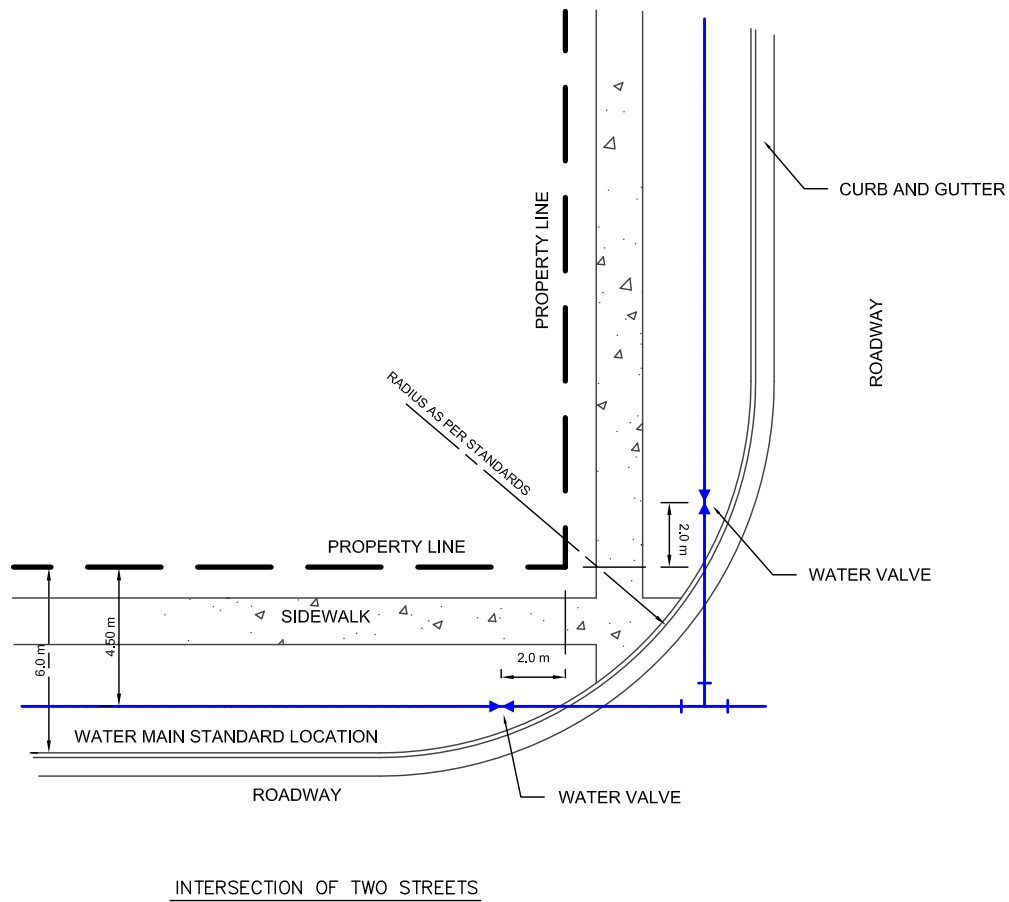 CURB AND GUTTER
PROPERTY LINE
ROADWAY
RADIUS AS PER STANDARDS
2.0 m
PROPERTY LINE
WATER VALVE
SIDEWALK
4.50 m
6.0 m
2.0 m
WATER MAIN STANDARD LOCATION
ROADWAY
WATER VALVE
INTERSECTION OF TWO STREETS